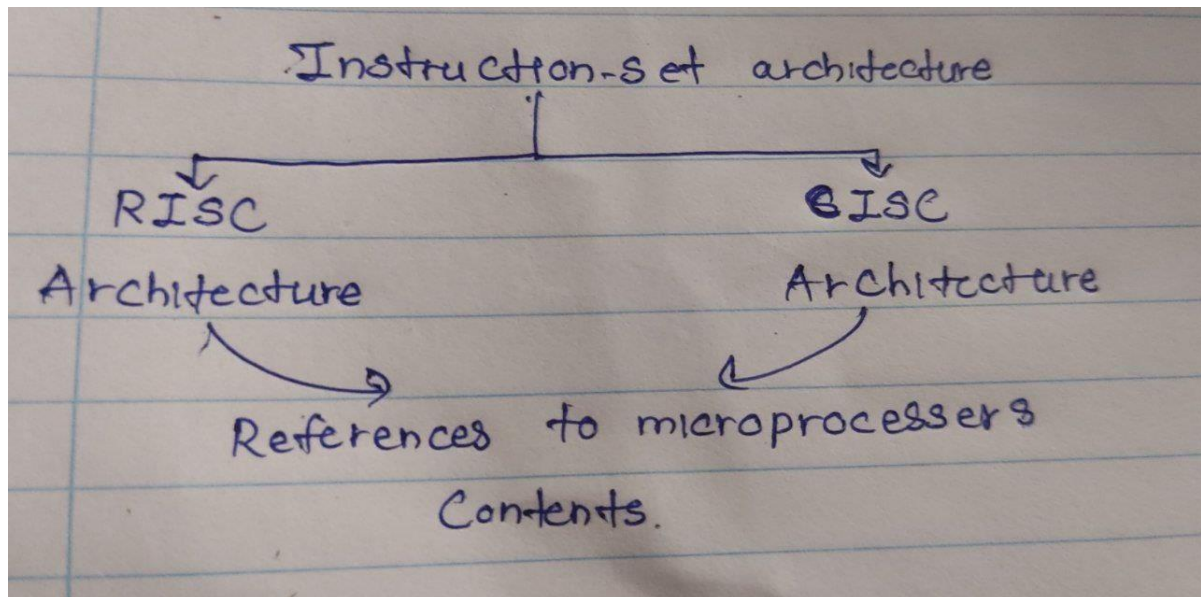 Instruction-set architecture
RISC CISC
Architecture Architecture
References to microprocessers
Contents.